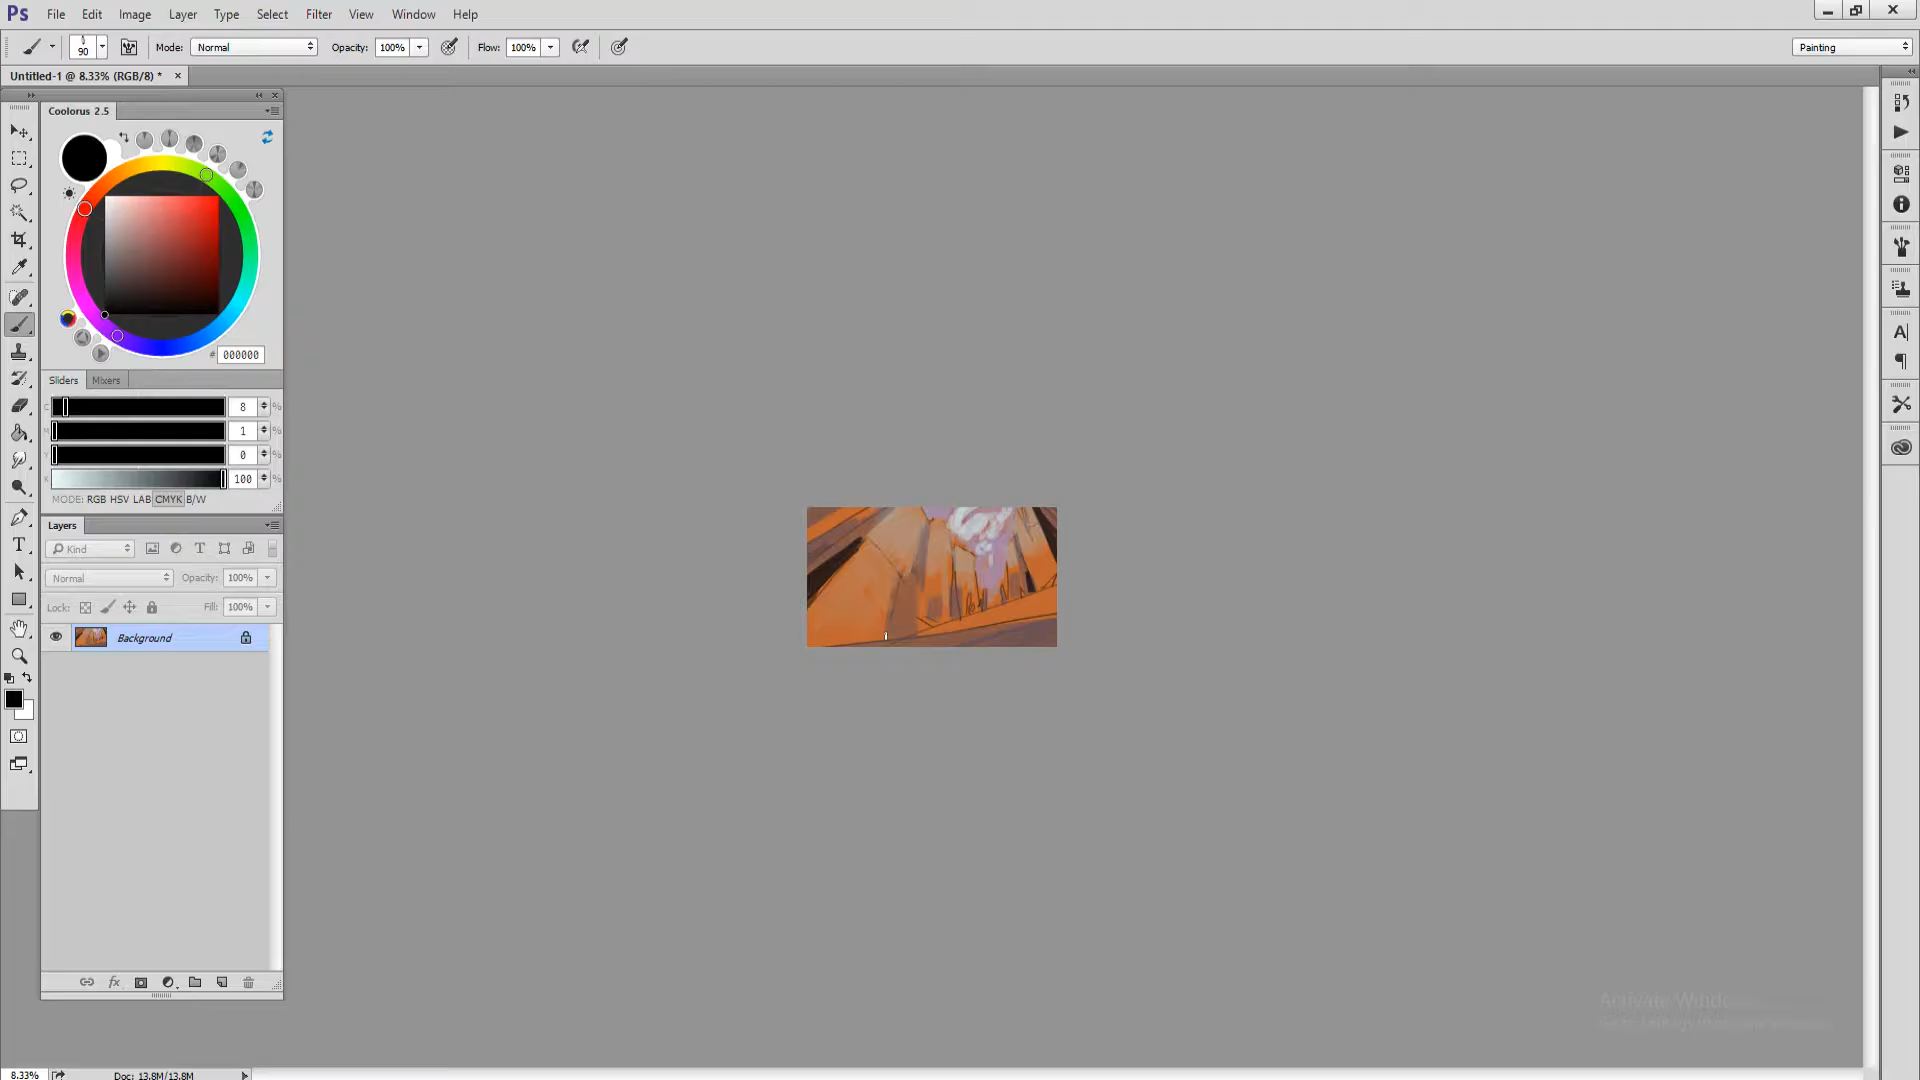 Ps File Edit Image Layer Type Select Filter View Window Help
90 Mode: Normal Opacity: 100% Flow: 100% Painting
Untitled-1 @ 8.33% (RGB/8) * ×
Coolorus 2.5
# 000000
Sliders Mixers
C 8 %
M 1 %
Y 0 %
K 100 %
MODE: RGB HSV LAB CMYK B/W
Layers
Kind
Normal Opacity: 100%
Lock: Fill: 100%
Background
Activate Windows
8.33% Doc: 13.8M/13.8M